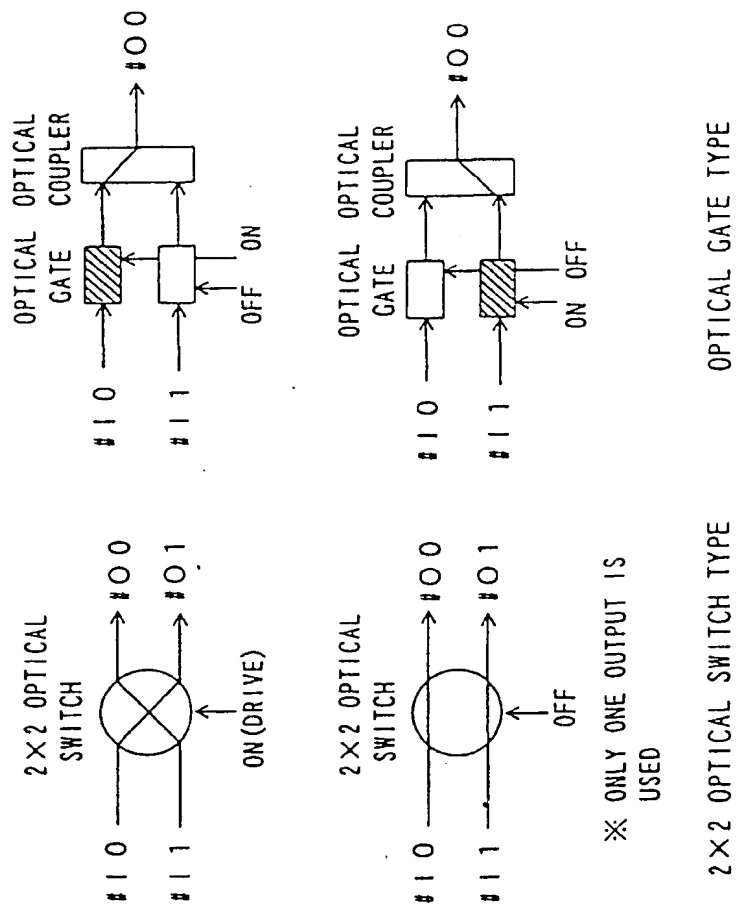 2×2 OPTICAL
SWITCH
#I0
#O0
#I1
#O1
ON(DRIVE)
OPTICAL OPTICAL
GATE COUPLER
#I0
#O0
#I1
OFF ON
2×2 OPTICAL
SWITCH
#I0
#O0
#I1
#O1
OFF
OPTICAL OPTICAL
GATE COUPLER
#I0
#O0
#I1
ON OFF
※ ONLY ONE OUTPUT IS
USED
2×2 OPTICAL SWITCH TYPE
OPTICAL GATE TYPE